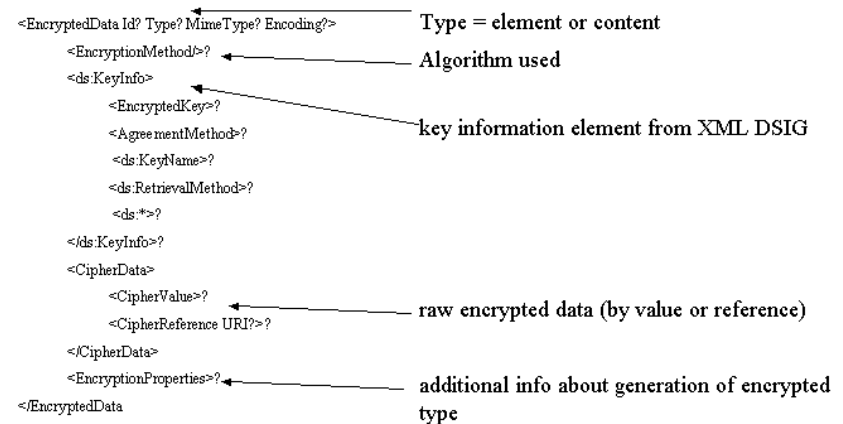 <EncryptedData Id? Type? MimeType? Encoding?>
Type = element or content
<EncryptionMethod/>?
Algorithm used
<ds:KeyInfo>
<EncryptedKey>?
key information element from XML DSIG
<AgreementMethod>?
<ds:KeyName>?
<ds:RetrievalMethod>?
<ds:*>?
</ds:KeyInfo>?
<CipherData>
<CipherValue>?
raw encrypted data (by value or reference)
<CipherReference URI?>?
</CipherData>
<EncryptionProperties>?
additional info about generation of encrypted
type
</EncryptedData